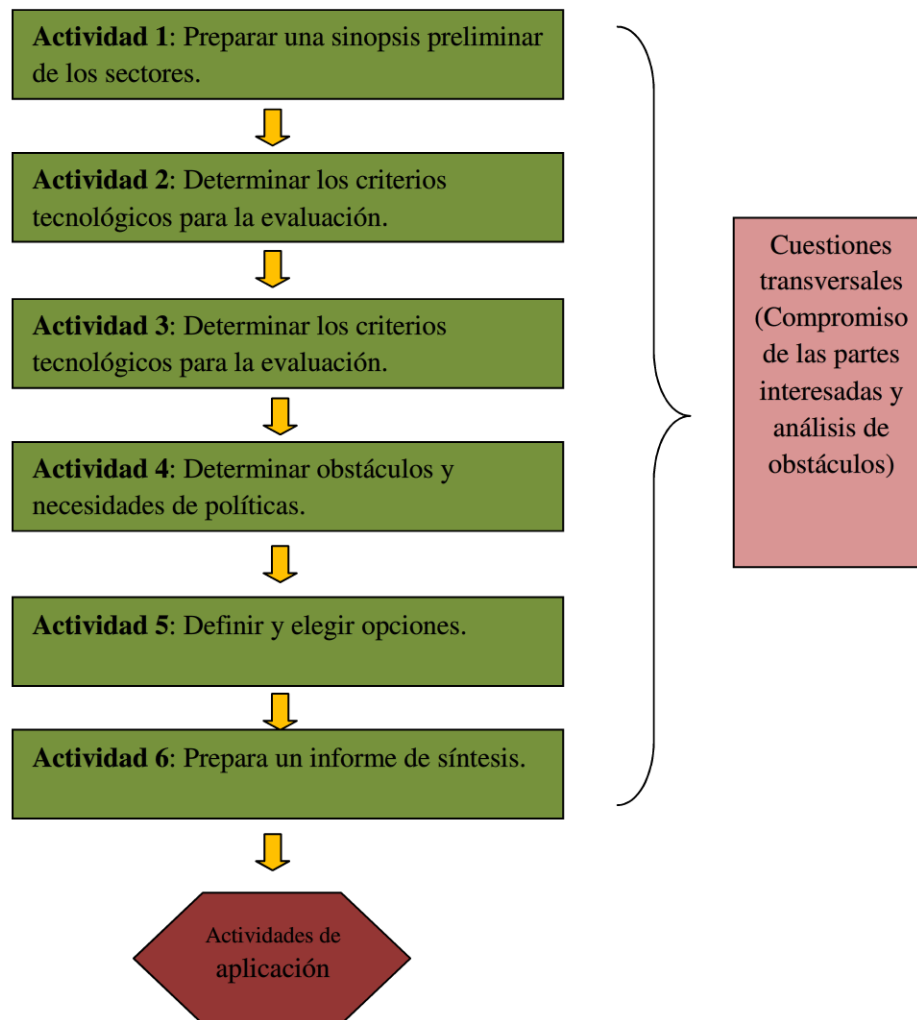 Actividad 1: Preparar una sinopsis preliminar
de los sectores.
Actividad 2: Determinar los criterios
tecnológicos para la evaluación.
Actividad 3: Determinar los criterios
tecnológicos para la evaluación.
Actividad 4: Determinar obstáculos y
necesidades de políticas.
Actividad 5: Definir y elegir opciones.
Actividad 6: Prepara un informe de síntesis.
Actividades de
aplicación
Cuestiones
transversales
(Compromiso
de las partes
interesadas y
análisis de
obstáculos)